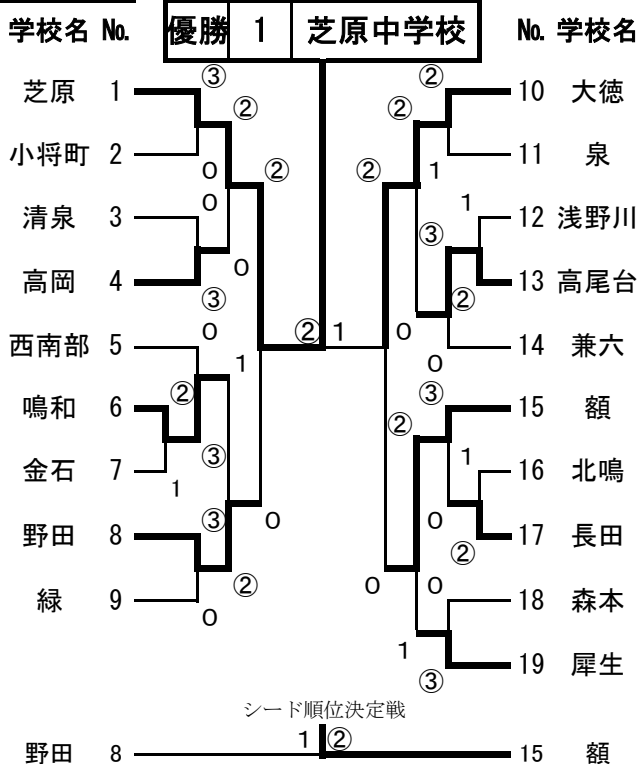 学校名 No. 優勝 1 芝原中学校 No. 学校名
③ ②
芝原 1 10 大徳
② ②
小将町 2 11 泉
0 ② ② 1
0 1
清泉 3 12 浅野川
③
0
高岡 4 13 高尾台
③ ②
0 ② 1 0
西南部 5 14 兼六
1 0
② ③
鳴和 6 15 額
②
③ 1
金石 7 16 北鳴
1
③ 0 0
野田 8 17 長田
②
② 0 0
緑 9 18 森本
0
1
19 犀生
③
シード順位決定戦
1 ②
野田 8 15 額